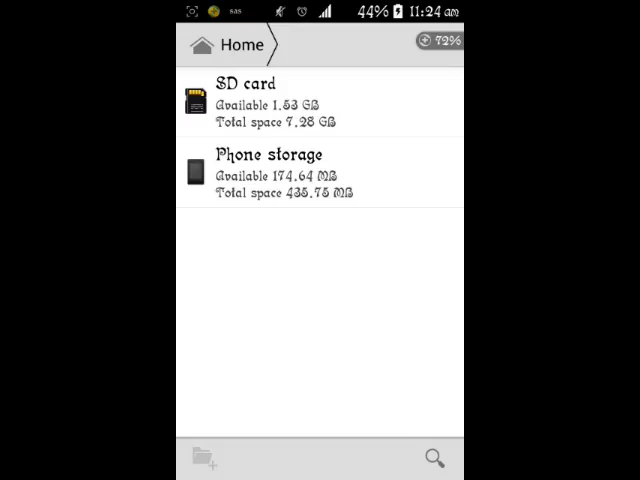 sas 44% 11:24 am
Home 72%
SD card
Available 1.53 GB
Total space 7.28 GB
Phone storage
Available 174.64 MB
Total space 435.75 MB